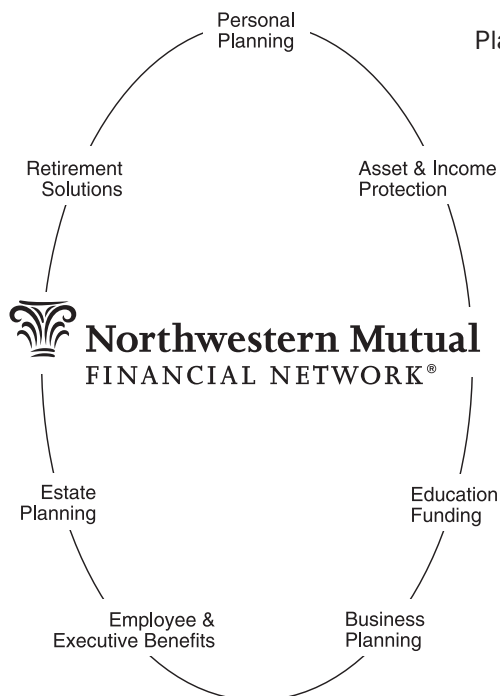 Personal
Planning
Retirement
Solutions
Asset & Income
Protection
Northwestern Mutual
FINANCIAL NETWORK®
Estate
Planning
Education
Funding
Employee &
Executive Benefits
Business
Planning